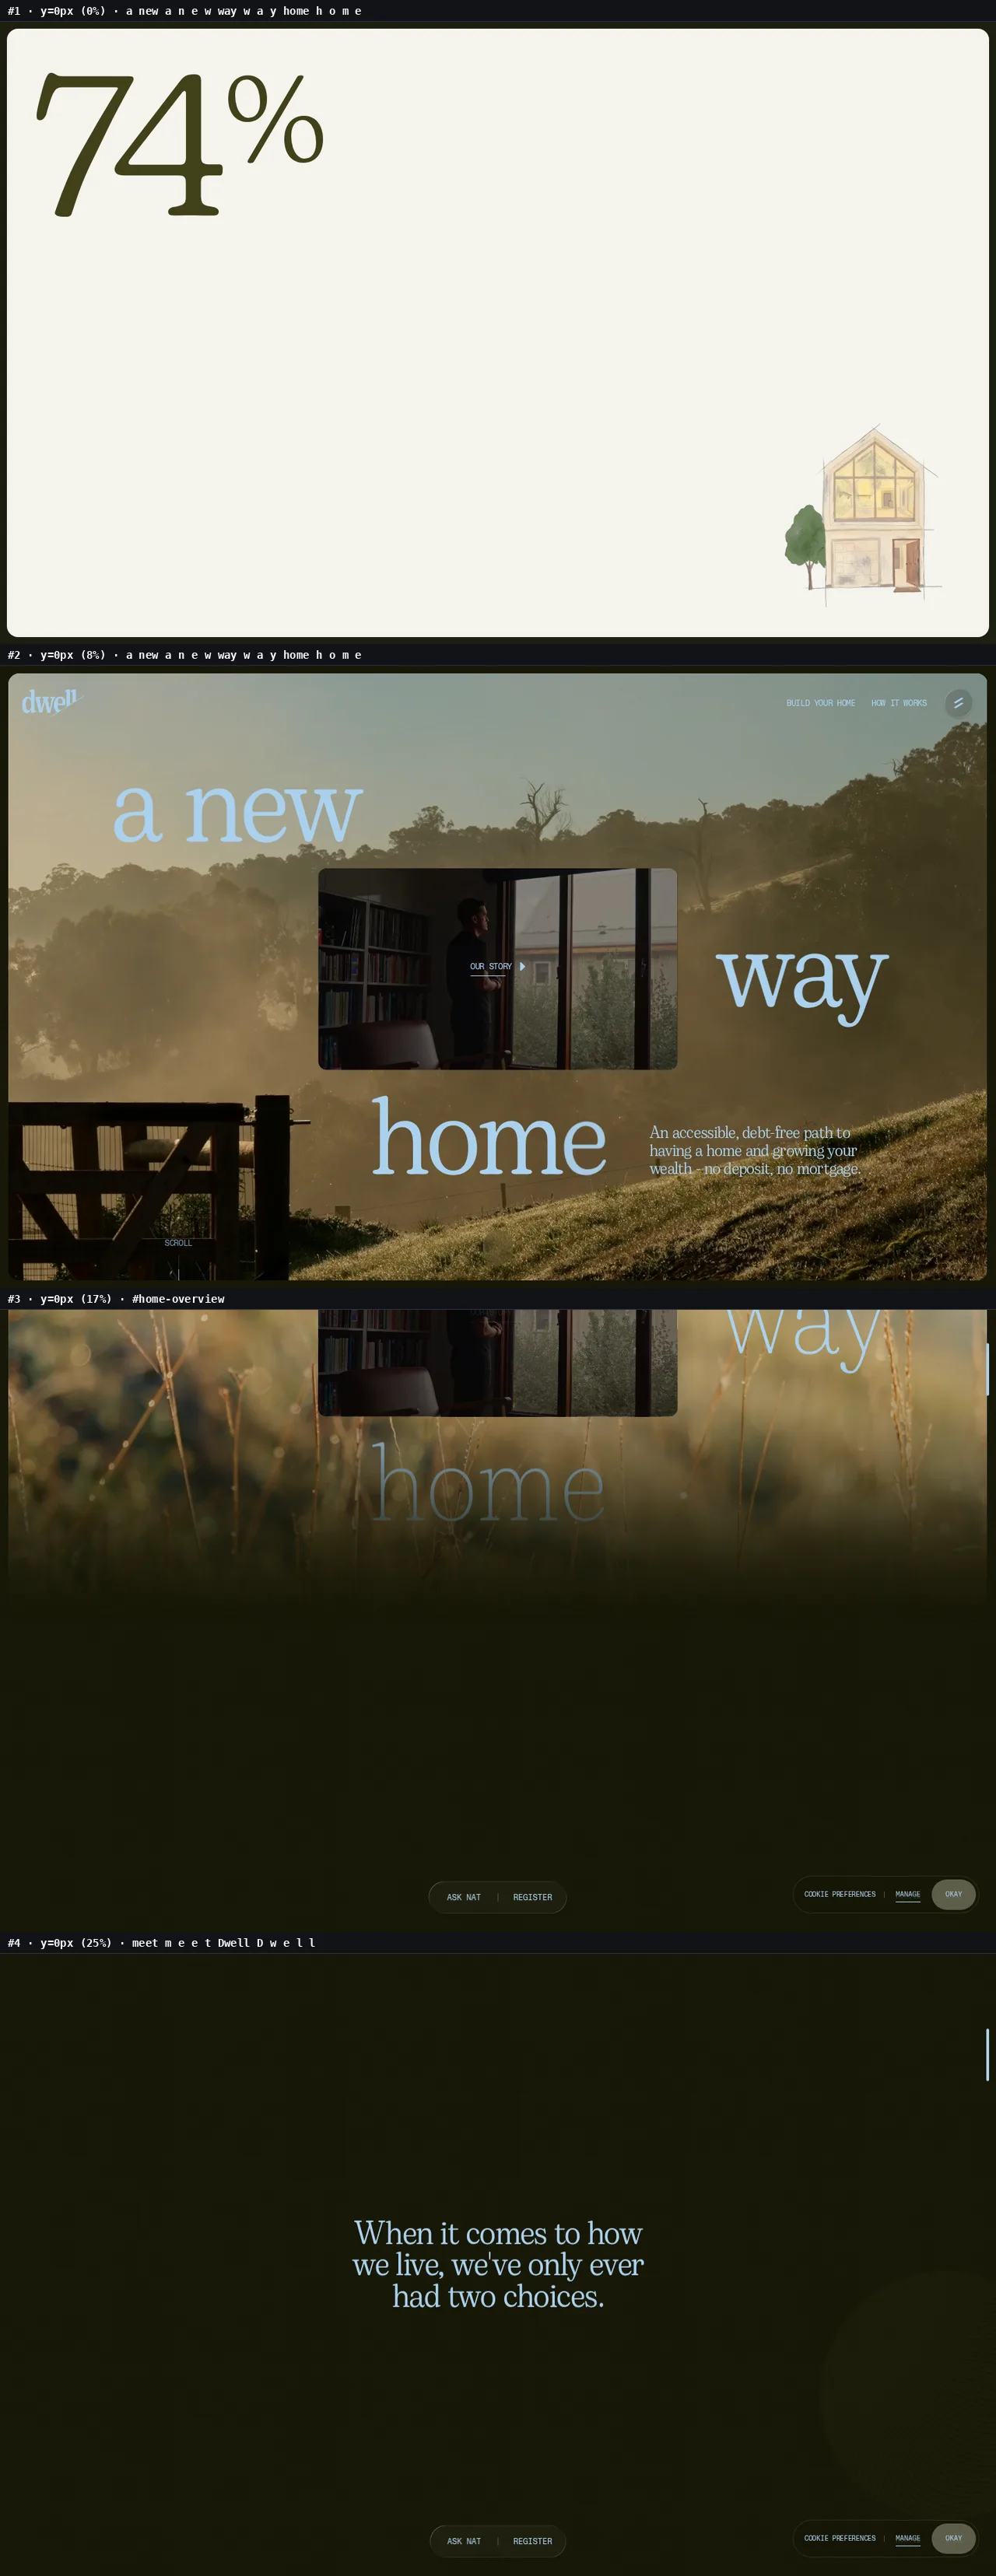 #1 · y=0px (0%) · a new a n e w way w a y home h o m e
74%
#2 · y=0px (8%) · a new a n e w way w a y home h o m e
dwell
BUILD YOUR HOME HOW IT WORKS
a new
OUR STORY
way
home
An accessible, debt-free path to
having a home and growing your
wealth - no deposit, no mortgage.
SCROLL
#3 · y=0px (17%) · #home-overview
way
home
ASK NAT | REGISTER
COOKIE PREFERENCES | MANAGE OKAY
#4 · y=0px (25%) · meet m e e t Dwell D w e l l
When it comes to how
we live, we've only ever
had two choices.
ASK NAT | REGISTER
COOKIE PREFERENCES | MANAGE OKAY